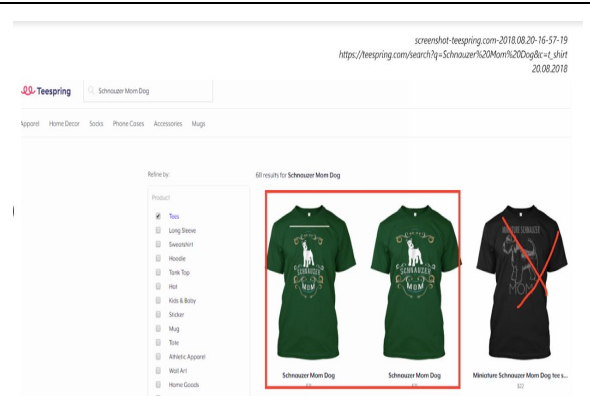 screenshot-teespring.com-2018.08.20-16-57-19
https://teespring.com/search?q=Schnauzer%20Mom%20Dog&c=t_shirt
20.08.2018
Teespring
Schnauzer Mom Dog
Apparel Home Decor Socks Phone Cases Accessories Mugs
Refine by:
611 results for Schnauzer Mom Dog
Product
Tees
Long Sleeve
Sweatshirt
Hoodie
Tank Top
Hat
Kids & Baby
Sticker
Mug
Tote
Athletic Apparel
Wall Art
Home Goods
SCHNAUZER
MOM
SCHNAUZER
MOM
MINIATURE SCHNAUZER
MOM
Schnauzer Mom Dog
Schnauzer Mom Dog
Miniature Schnauzer Mom Dog tee s...
$22